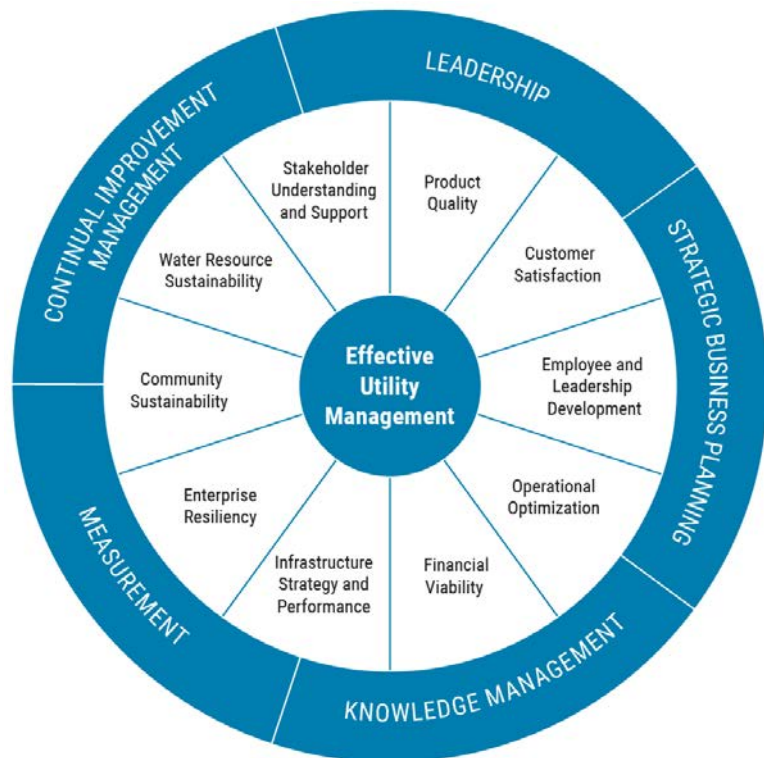 LEADERSHIP
STRATEGIC BUSINESS PLANNING
KNOWLEDGE MANAGEMENT
MEASUREMENT
CONTINUAL IMPROVEMENT
MANAGEMENT
Product
Quality
Customer
Satisfaction
Employee and
Leadership
Development
Operational
Optimization
Financial
Viability
Infrastructure
Strategy and
Performance
Enterprise
Resiliency
Community
Sustainability
Water Resource
Sustainability
Stakeholder
Understanding
and Support
Effective
Utility
Management